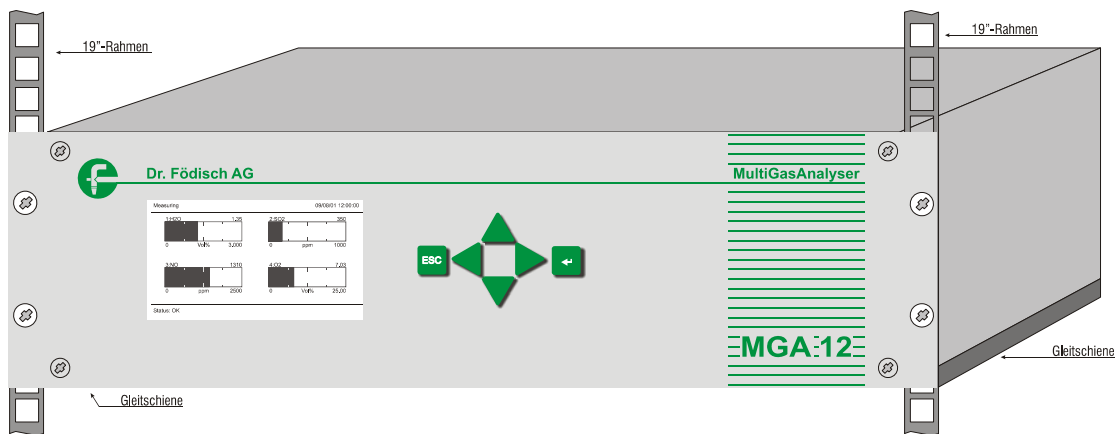 19"-Rahmen
19"-Rahmen
Dr. Födisch AG
MultiGasAnalyser
Measuring 09/08/01 12:00:00
1:H2O 1,35
0 Vol% 3,000
2:SO2 350
0 ppm 1000
3:NO 1310
0 ppm 2500
4:O2 7,03
0 Vol% 25,00
Status: OK
ESC
MGA-12
Gleitschiene
Gleitschiene